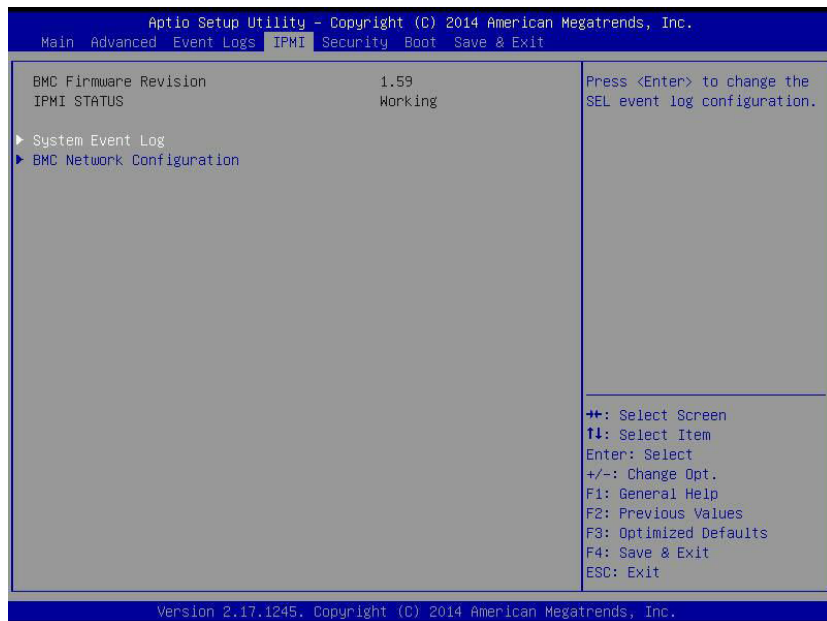 Aptio Setup Utility – Copyright (C) 2014 American Megatrends, Inc.
Main Advanced Event Logs IPMI Security Boot Save & Exit
BMC Firmware Revision 1.59
IPMI STATUS Working
▶ System Event Log
▶ BMC Network Configuration
Press <Enter> to change the
SEL event log configuration.
→←: Select Screen
↑↓: Select Item
Enter: Select
+/-: Change Opt.
F1: General Help
F2: Previous Values
F3: Optimized Defaults
F4: Save & Exit
ESC: Exit
Version 2.17.1245. Copyright (C) 2014 American Megatrends, Inc.